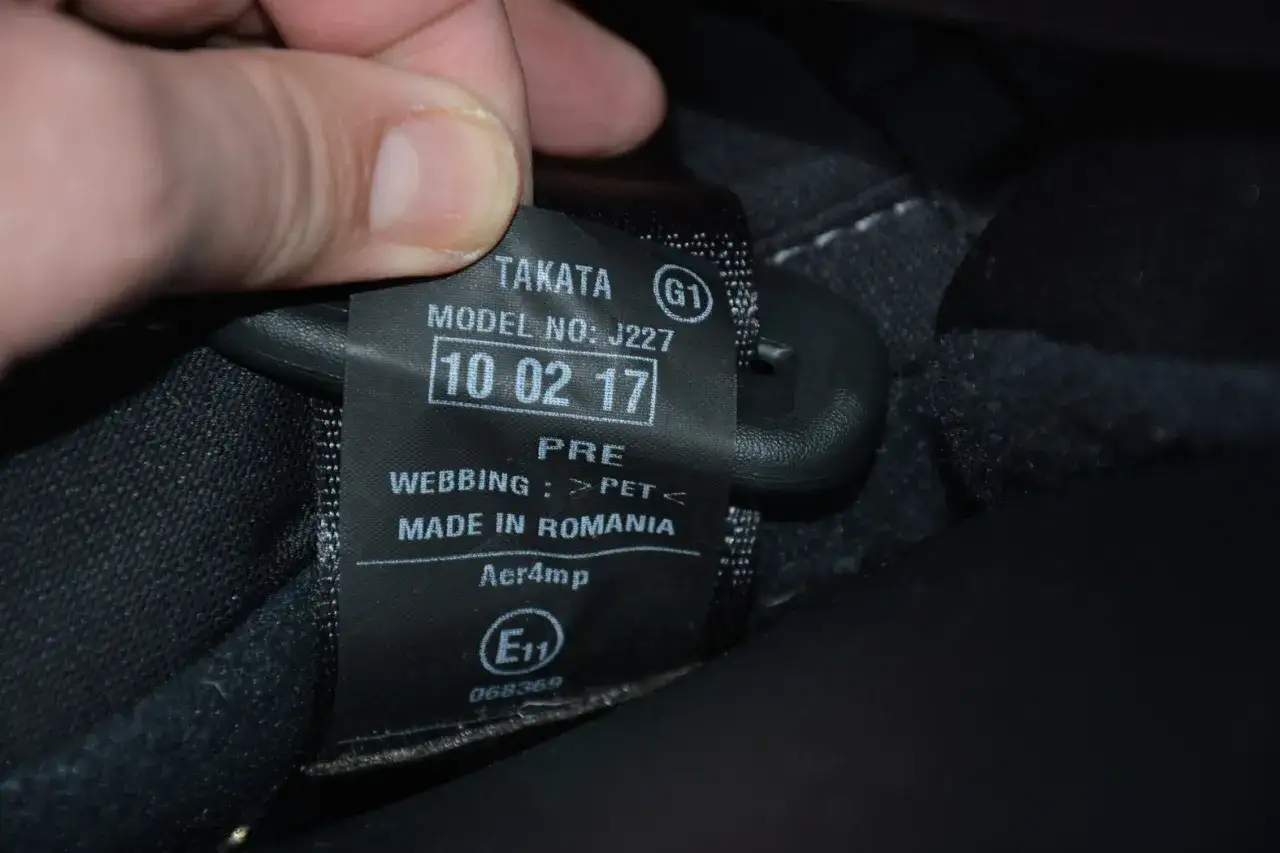 TAKATA G1
MODEL NO: J227
10 02 17
PRE
WEBBING : >PET<
MADE IN ROMANIA
Aer4mp
E11
068369